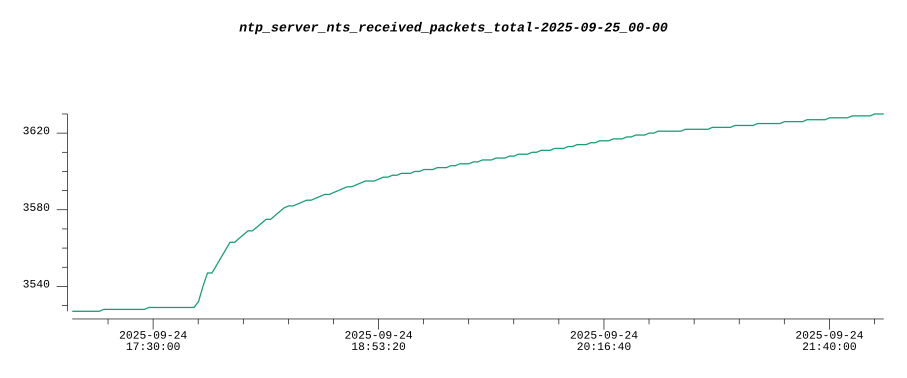 ntp_server_nts_received_packets_total-2025-09-25_00-00
3620
3580
3540
2025-09-24 2025-09-24 2025-09-24 2025-09-24
17:30:00 18:53:20 20:16:40 21:40:00